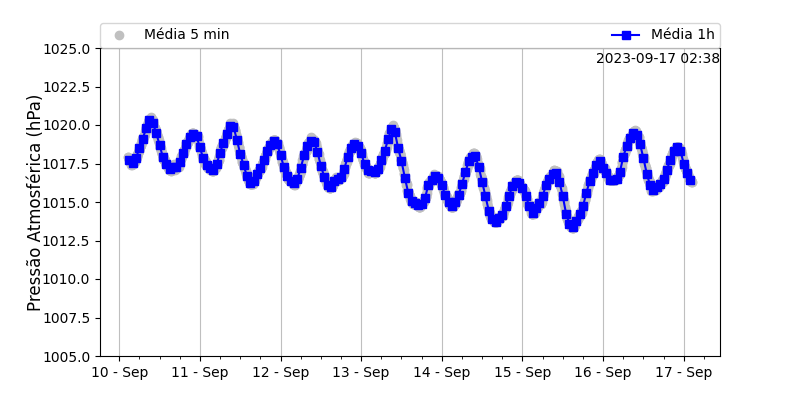 Média 5 min
Média 1h
2023-09-17 02:38
Pressão Atmosférica (hPa)
1025.0
1022.5
1020.0
1017.5
1015.0
1012.5
1010.0
1007.5
1005.0
10 - Sep
11 - Sep
12 - Sep
13 - Sep
14 - Sep
15 - Sep
16 - Sep
17 - Sep